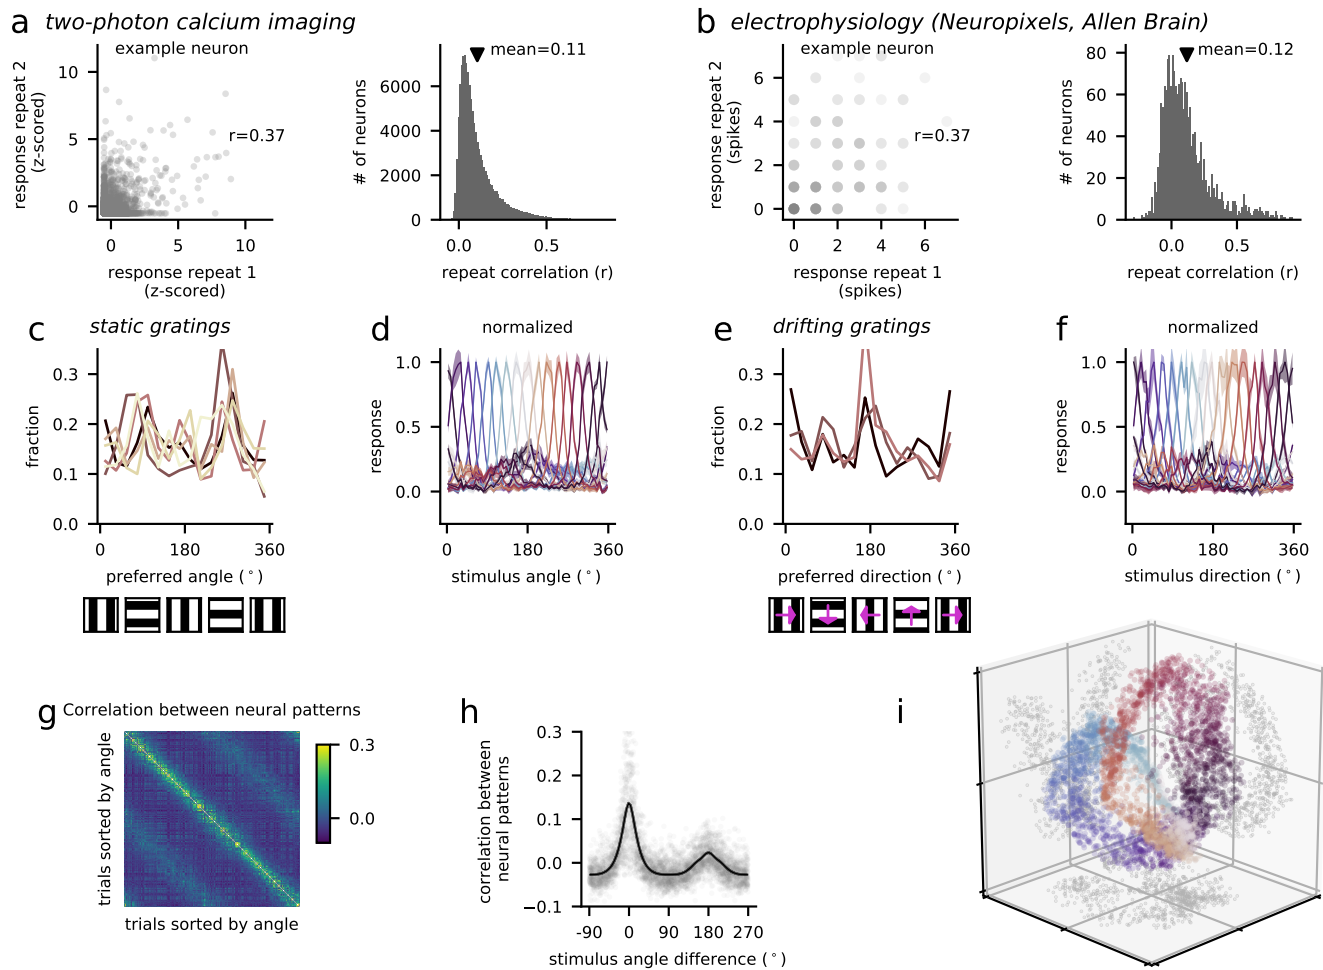 a two-photon calcium imaging
example neuron
10
5
0
r=0.37
0 5 10
response repeat 2
(z-scored)
response repeat 1
(z-scored)
mean=0.11
6000
4000
2000
0
# of neurons
0.0 0.5
repeat correlation (r)
b electrophysiology (Neuropixels, Allen Brain)
example neuron
6
4
2
0
r=0.37
0 2 4 6
response repeat 2
(spikes)
response repeat 1
(spikes)
mean=0.12
80
60
40
20
0
# of neurons
0.0 0.5
repeat correlation (r)
c static gratings
0.3
0.2
0.1
0.0
fraction
0 180 360
preferred angle (°)
d normalized
1.0
0.5
0.0
response
0 180 360
stimulus angle (°)
e drifting gratings
0.3
0.2
0.1
0.0
fraction
0 180 360
preferred direction (°)
f normalized
1.0
0.5
0.0
response
0 180 360
stimulus direction (°)
g Correlation between neural patterns
trials sorted by angle
trials sorted by angle
0.3
0.0
h
0.3
0.2
0.1
0.0
−0.1
correlation between
neural patterns
-90 0 90 180 270
stimulus angle difference (°)
i